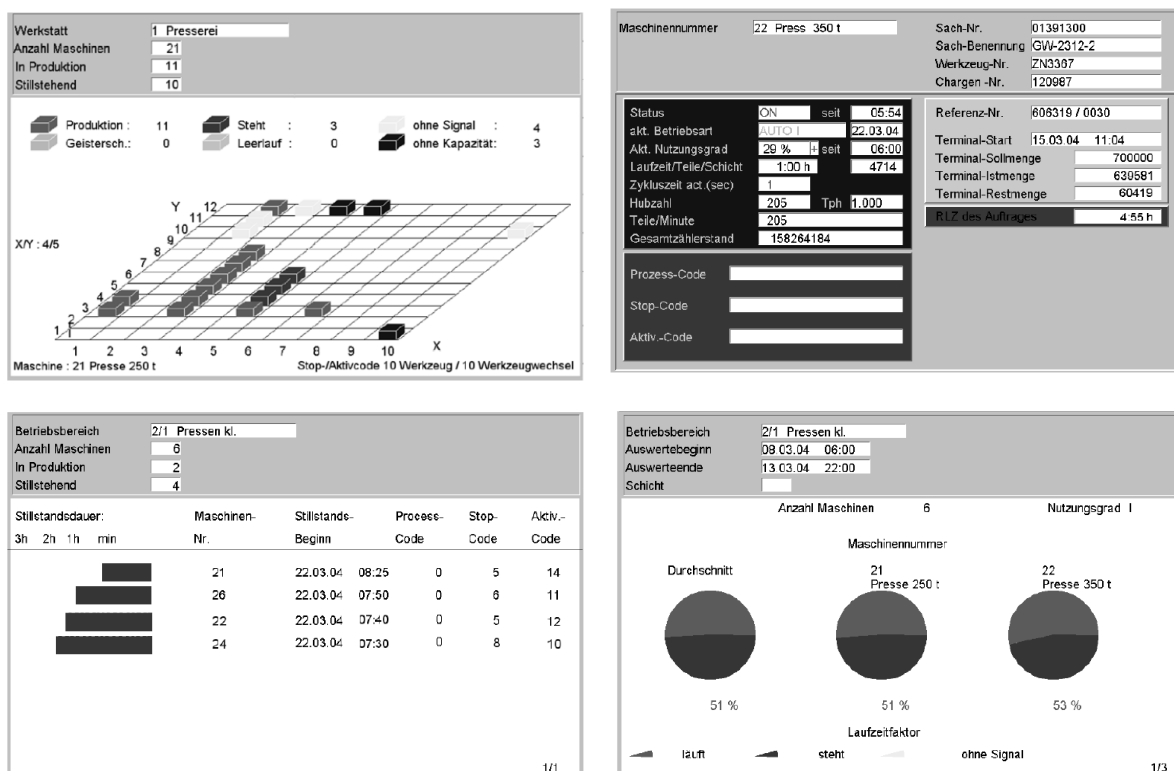 Werkstatt 1 Presserei
Anzahl Maschinen 21
In Produktion 11
Stillstehend 10
Produktion : 11 Steht : 3 ohne Signal : 4
Geistersch.: 0 Leerlauf : 0 ohne Kapazität: 3
Y 12
11
10
9
8
7
6
5
4
3
2
1
X/Y : 4/5
1 2 3 4 5 6 7 8 9 10 X
Maschine : 21 Presse 250 t Stop-/Aktivcode 10 Werkzeug / 10 Werkzeugwechsel
Maschinennummer 22 Press 350 t
Sach-Nr. 01391300
Sach-Benennung GW-2312-2
Werkzeug-Nr. ZN3367
Chargen -Nr. 120987
Status ON seit 05:54
akt. Betriebsart AUTO I 22.03.04
Akt. Nutzungsgrad 29 % + seit 06:00
Laufzeit/Teile/Schicht 1:00 h 4714
Zykluszeit act.(sec) 1
Hubzahl 205 Tph 1.000
Teile/Minute 205
Gesamtzählerstand 158264184
Prozess-Code
Stop-Code
Aktiv.-Code
Referenz-Nr. 606319 / 0030
Terminal-Start 15.03.04 11:04
Terminal-Sollmenge 700000
Terminal-Istmenge 639581
Terminal-Restmenge 60419
RLZ des Auftrages 4:55 h
Betriebsbereich 2/1 Pressen kl.
Anzahl Maschinen 6
In Produktion 2
Stillstehend 4
Stillstandsdauer: Maschinen- Stillstands- Process- Stop- Aktiv.-
3h 2h 1h min Nr. Beginn Code Code Code
21 22.03.04 08:25 0 5 14
26 22.03.04 07:50 0 6 11
22 22.03.04 07:40 0 5 12
24 22.03.04 07:30 0 8 10
1/1
Betriebsbereich 2/1 Pressen kl.
Auswertebeginn 08.03.04 06:00
Auswerteende 13.03.04 22:00
Schicht
Anzahl Maschinen 6 Nutzungsgrad I
Maschinennummer
Durchschnitt 21 22
Presse 250 t Presse 350 t
51 % 51 % 53 %
Laufzeitfaktor
läuft steht ohne Signal
1/3